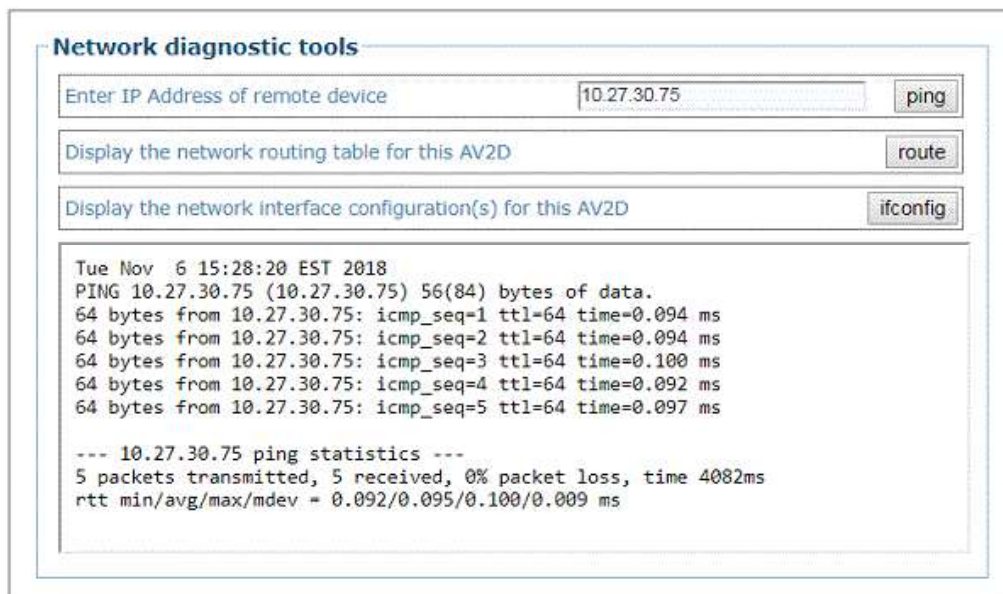 Network diagnostic tools
Enter IP Address of remote device 10.27.30.75 ping
Display the network routing table for this AV2D route
Display the network interface configuration(s) for this AV2D ifconfig
Tue Nov  6 15:28:20 EST 2018
PING 10.27.30.75 (10.27.30.75) 56(84) bytes of data.
64 bytes from 10.27.30.75: icmp_seq=1 ttl=64 time=0.094 ms
64 bytes from 10.27.30.75: icmp_seq=2 ttl=64 time=0.094 ms
64 bytes from 10.27.30.75: icmp_seq=3 ttl=64 time=0.100 ms
64 bytes from 10.27.30.75: icmp_seq=4 ttl=64 time=0.092 ms
64 bytes from 10.27.30.75: icmp_seq=5 ttl=64 time=0.097 ms
--- 10.27.30.75 ping statistics ---
5 packets transmitted, 5 received, 0% packet loss, time 4082ms
rtt min/avg/max/mdev = 0.092/0.095/0.100/0.009 ms